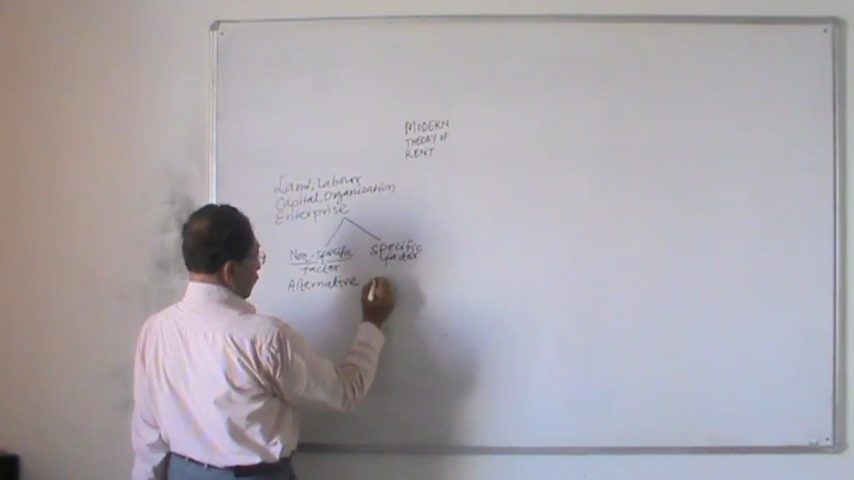 MODERN
THEORY OF
RENT
Land, Labour,
Capital, Organization
Enterprise
Non-specific
factor
Specific
factor
Alternative